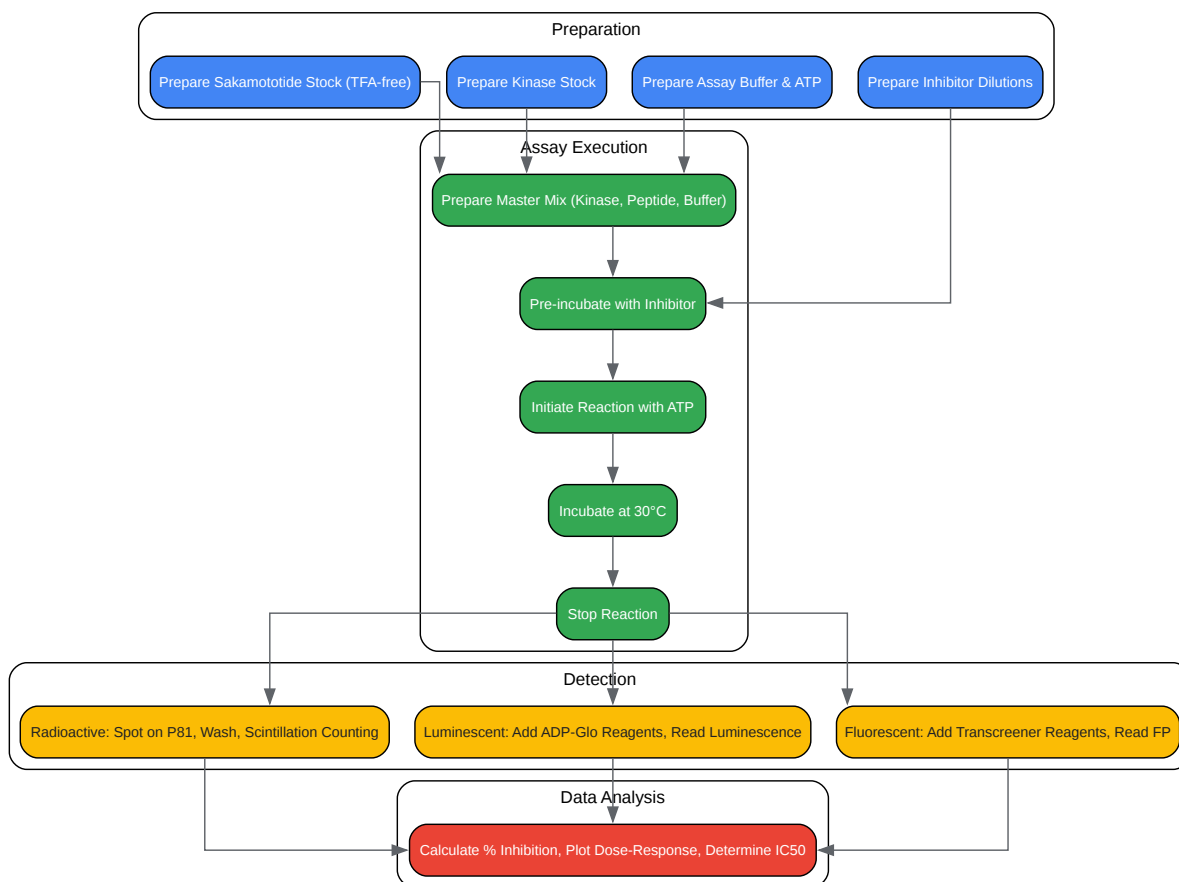 Preparation
Prepare Sakamototide Stock (TFA-free)
Prepare Kinase Stock
Prepare Assay Buffer & ATP
Prepare Inhibitor Dilutions
Assay Execution
Prepare Master Mix (Kinase, Peptide, Buffer)
Pre-incubate with Inhibitor
Initiate Reaction with ATP
Incubate at 30°C
Stop Reaction
Detection
Radioactive: Spot on P81, Wash, Scintillation Counting
Luminescent: Add ADP-Glo Reagents, Read Luminescence
Fluorescent: Add Transcreener Reagents, Read FP
Data Analysis
Calculate % Inhibition, Plot Dose-Response, Determine IC50